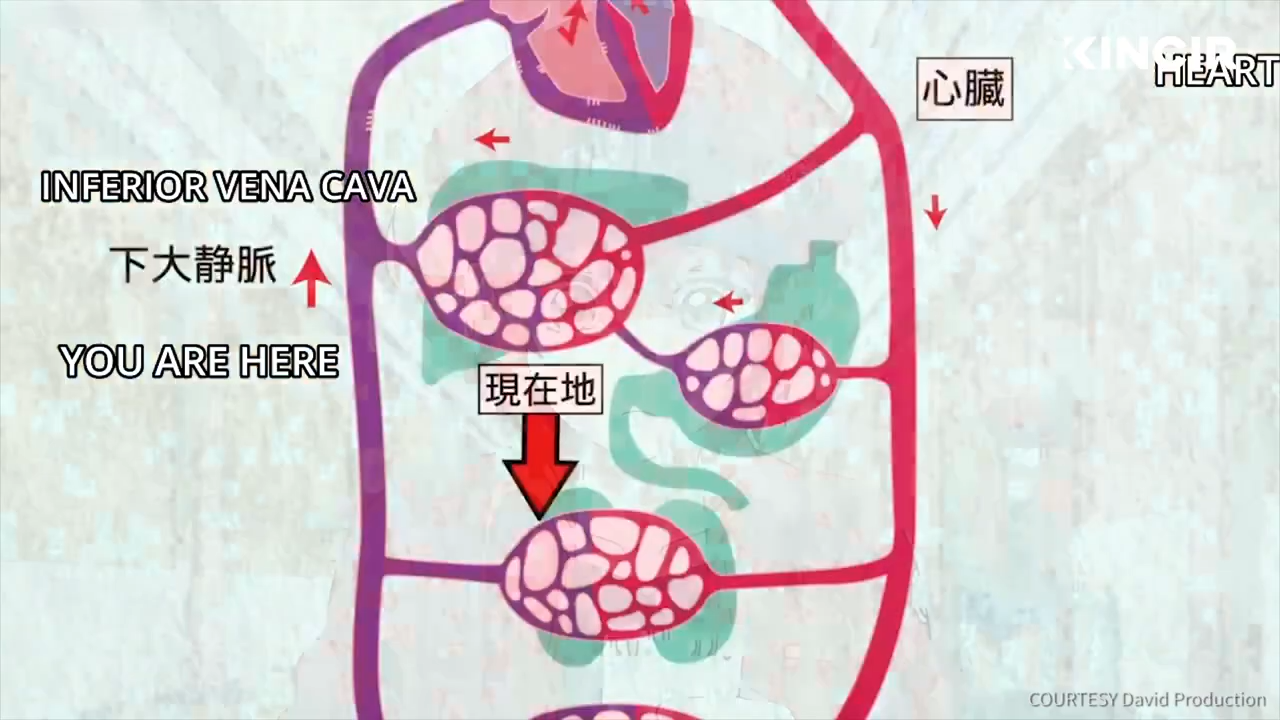 KINGIR
HEART
心臓
INFERIOR VENA CAVA
下大静脈
YOU ARE HERE
現在地
COURTESY David Production